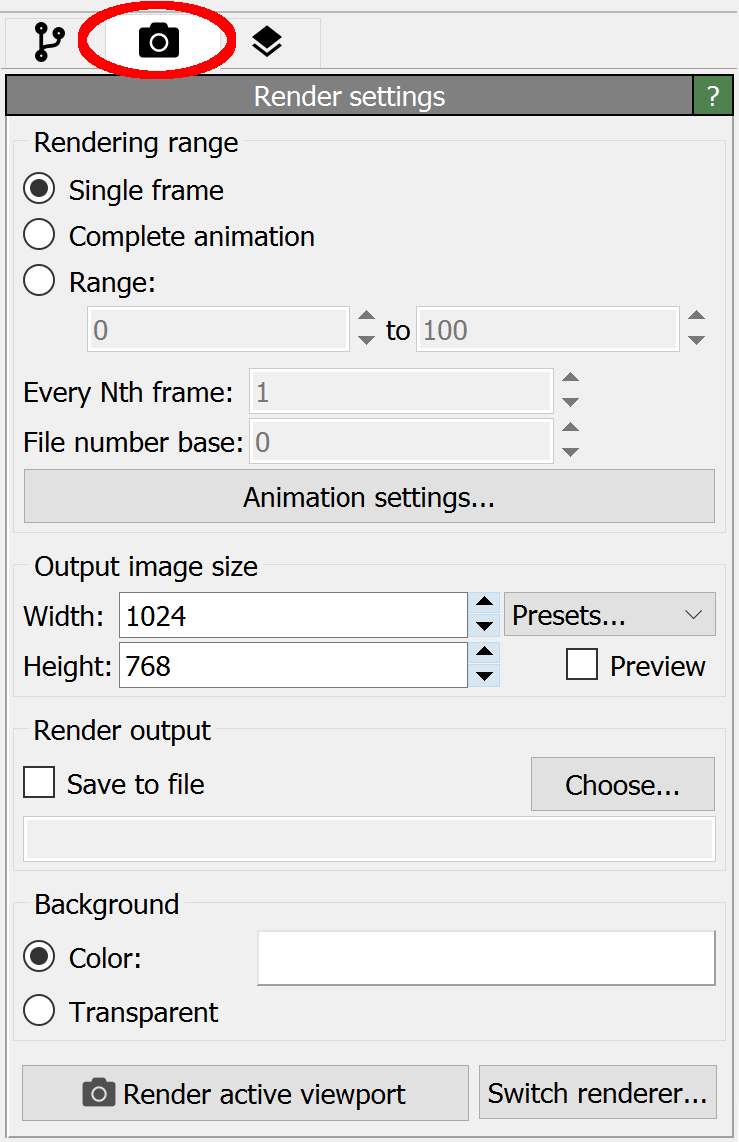 Render settings ?
Rendering range
Single frame
Complete animation
Range:
0 to 100
Every Nth frame: 1
File number base: 0
Animation settings...
Output image size
Width: 1024 Presets...
Height: 768 Preview
Render output
Save to file Choose...
Background
Color:
Transparent
Render active viewport Switch renderer...